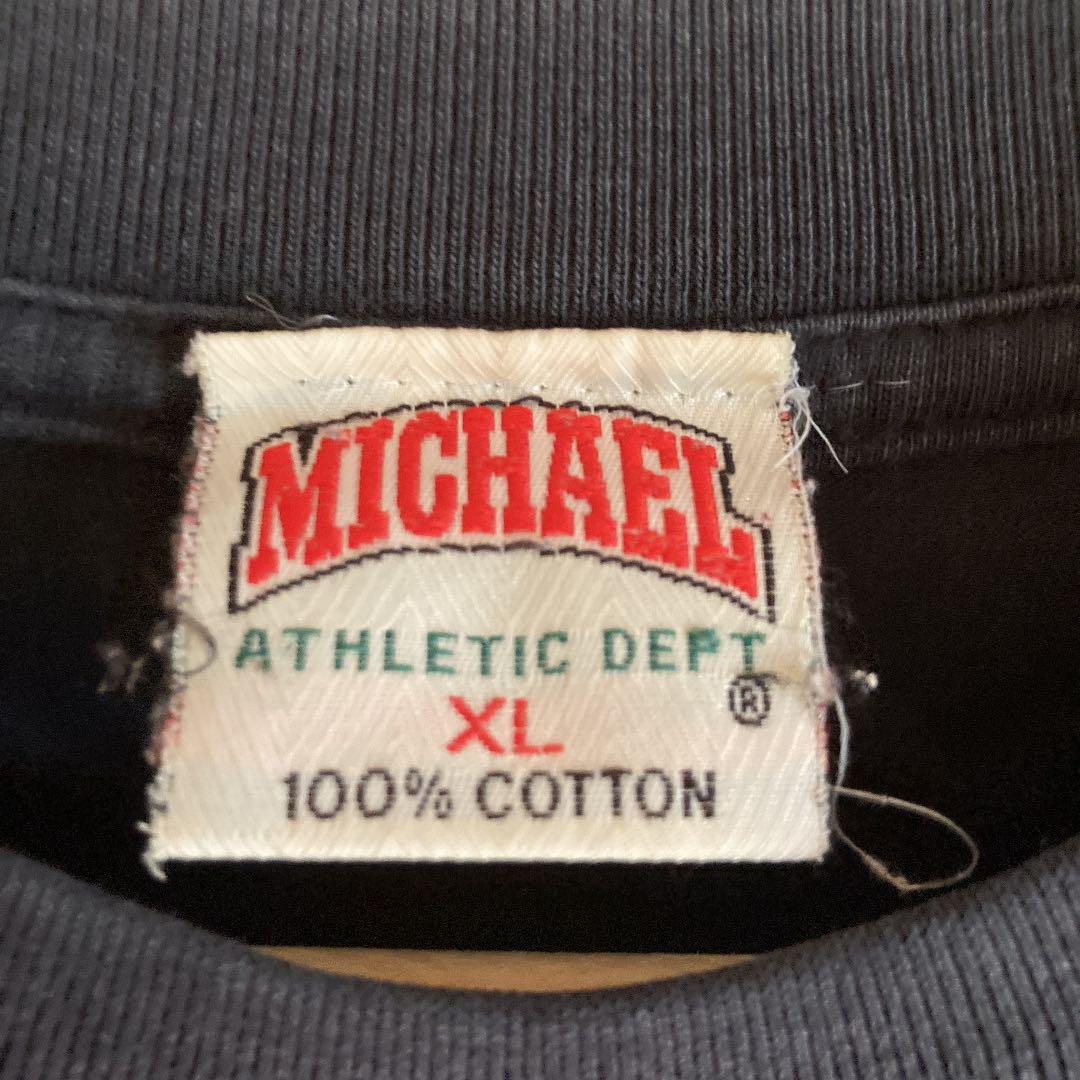 MICHAEL
ATHLETIC DEPT
®
XL
100% COTTON